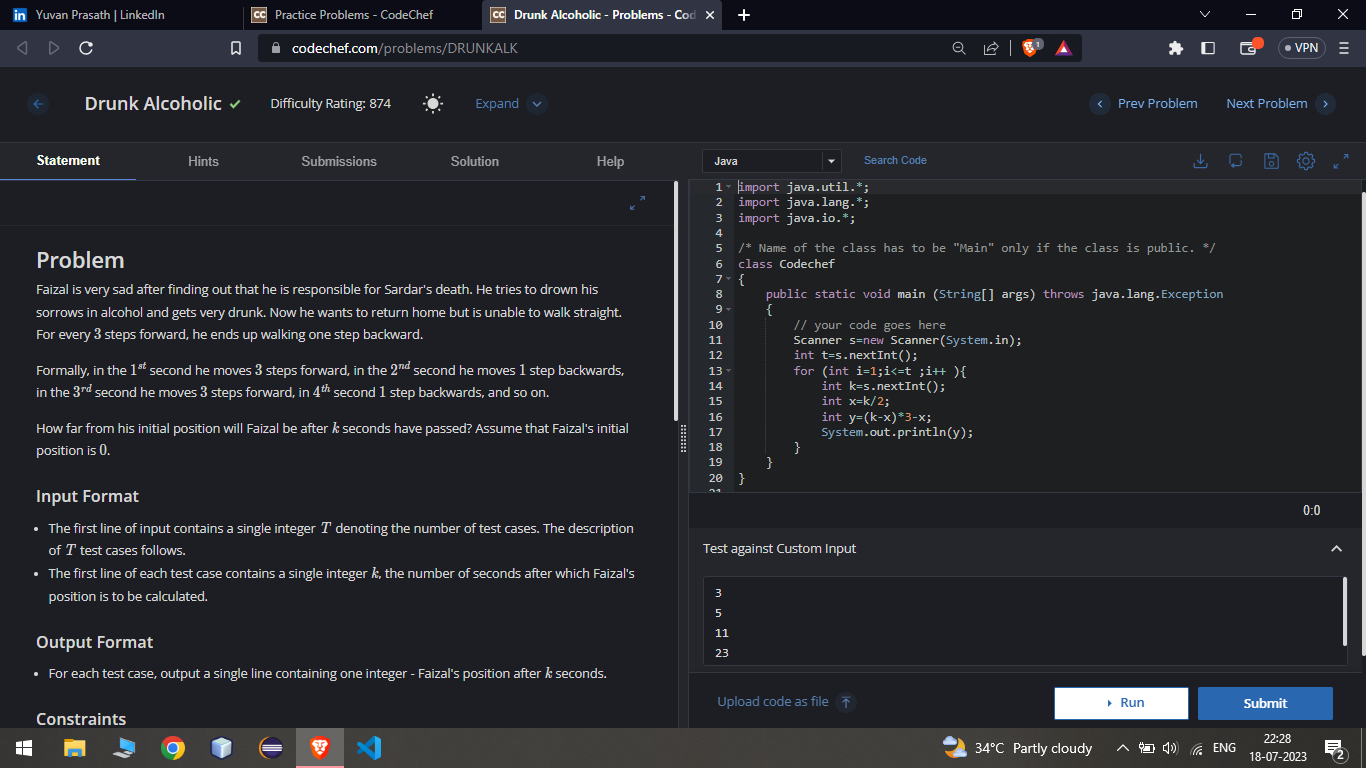 Yuvan Prasath | LinkedIn
Practice Problems - CodeChef
Drunk Alcoholic - Problems - Cod
codechef.com/problems/DRUNKALK
1
VPN
Drunk Alcoholic
Difficulty Rating: 874
Expand
Prev Problem
Next Problem
Statement
Hints
Submissions
Solution
Help
Problem
Faizal is very sad after finding out that he is responsible for Sardar's death. He tries to drown his
sorrows in alcohol and gets very drunk. Now he wants to return home but is unable to walk straight.
For every 3 steps forward, he ends up walking one step backward.
Formally, in the 1st second he moves 3 steps forward, in the 2nd second he moves 1 step backwards,
in the 3rd second he moves 3 steps forward, in 4th second 1 step backwards, and so on.
How far from his initial position will Faizal be after k seconds have passed? Assume that Faizal's initial
position is 0.
Input Format
• The first line of input contains a single integer T denoting the number of test cases. The description
of T test cases follows.
• The first line of each test case contains a single integer k, the number of seconds after which Faizal's
position is to be calculated.
Output Format
• For each test case, output a single line containing one integer - Faizal's position after k seconds.
Constraints
Java
Search Code
1 import java.util.*;
2 import java.lang.*;
3 import java.io.*;
4
5 /* Name of the class has to be "Main" only if the class is public. */
6 class Codechef
7 {
8 public static void main (String[] args) throws java.lang.Exception
9 {
10 // your code goes here
11 Scanner s=new Scanner(System.in);
12 int t=s.nextInt();
13 for (int i=1;i<=t ;i++ ){
14 int k=s.nextInt();
15 int x=k/2;
16 int y=(k-x)*3-x;
17 System.out.println(y);
18 }
19 }
20 }
21
0:0
Test against Custom Input
3
5
11
23
Upload code as file
Run
Submit
34°C Partly cloudy
ENG
22:28
18-07-2023
2